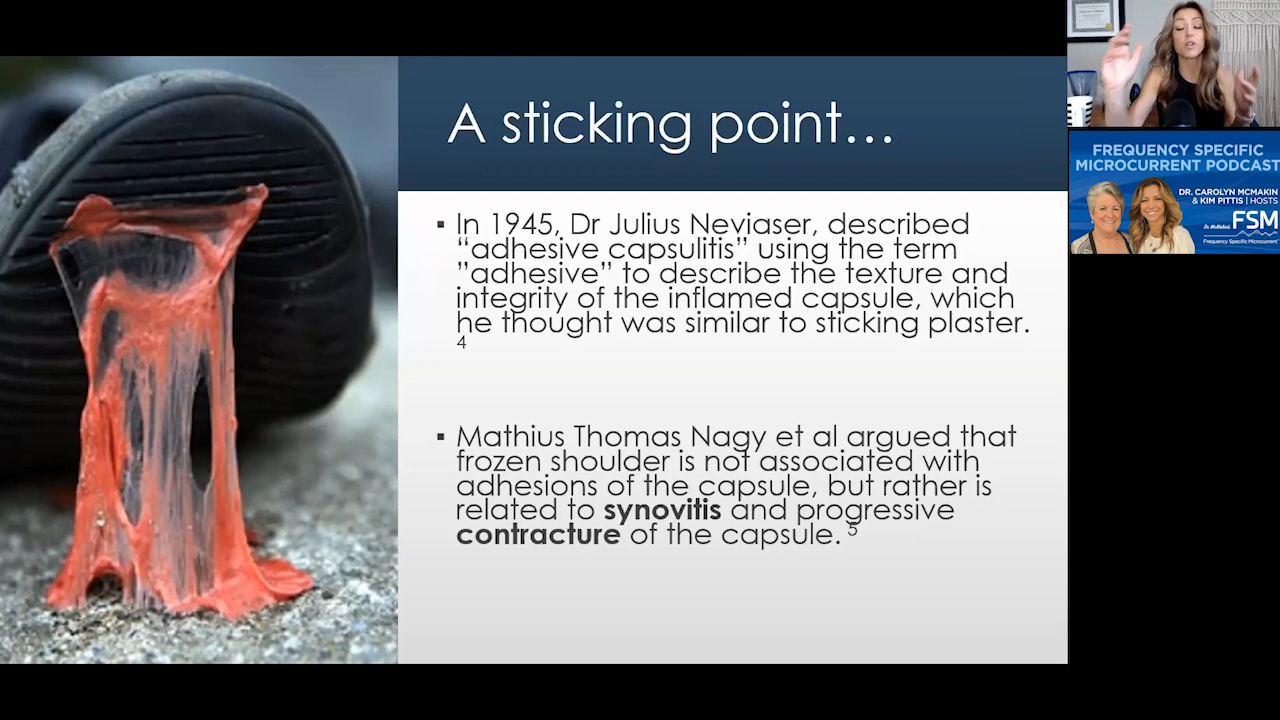 A sticking point...
▪ In 1945, Dr Julius Neviaser, described
“adhesive capsulitis” using the term
”adhesive” to describe the texture and
integrity of the inflamed capsule, which
he thought was similar to sticking plaster.
4
▪ Mathius Thomas Nagy et al argued that
frozen shoulder is not associated with
adhesions of the capsule, but rather is
related to synovitis and progressive
contracture of the capsule. 5
FREQUENCY SPECIFIC
MICROCURRENT PODCAST
DR. CAROLYN MCMAKIN
& KIM PITTIS | HOSTS
Dr. McMakin's FSM
Frequency Specific Microcurrent